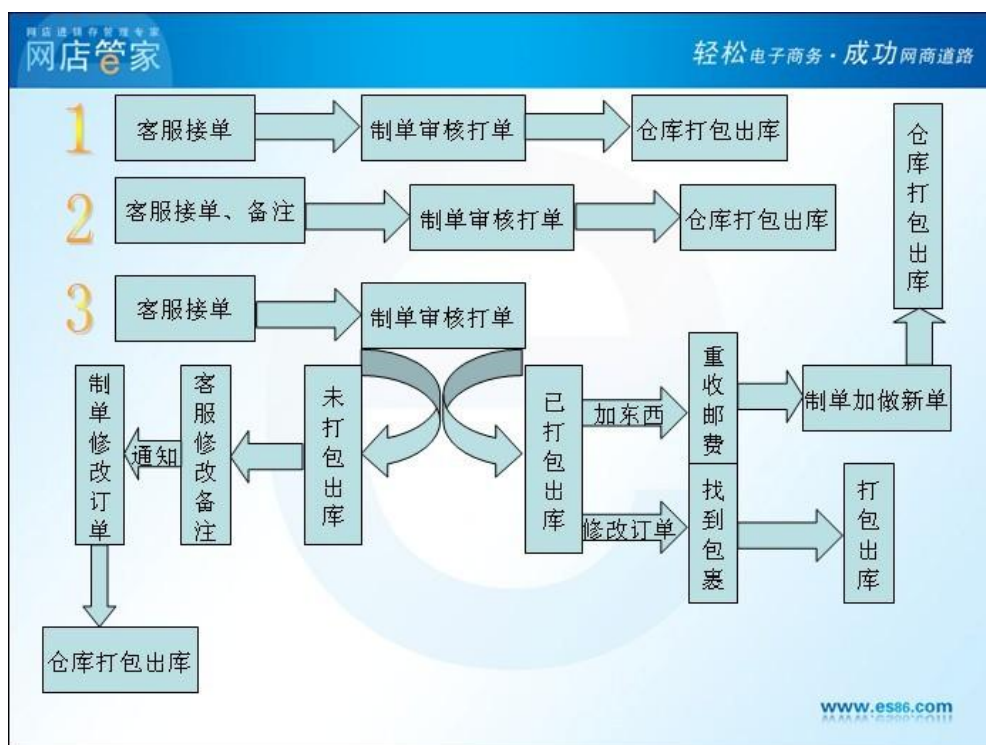 网店进销存管理专家
网店管家
轻松电子商务·成功网商道路
1
客服接单
制单审核打单
仓库打包出库
仓库打包出库
2
客服接单、备注
制单审核打单
仓库打包出库
3
客服接单
制单审核打单
制单修改订单
通知
客服修改备注
未打包出库
已打包出库
加东西
重收邮费
制单加做新单
修改订单
找到包裹
打包出库
仓库打包出库
www.es86.com